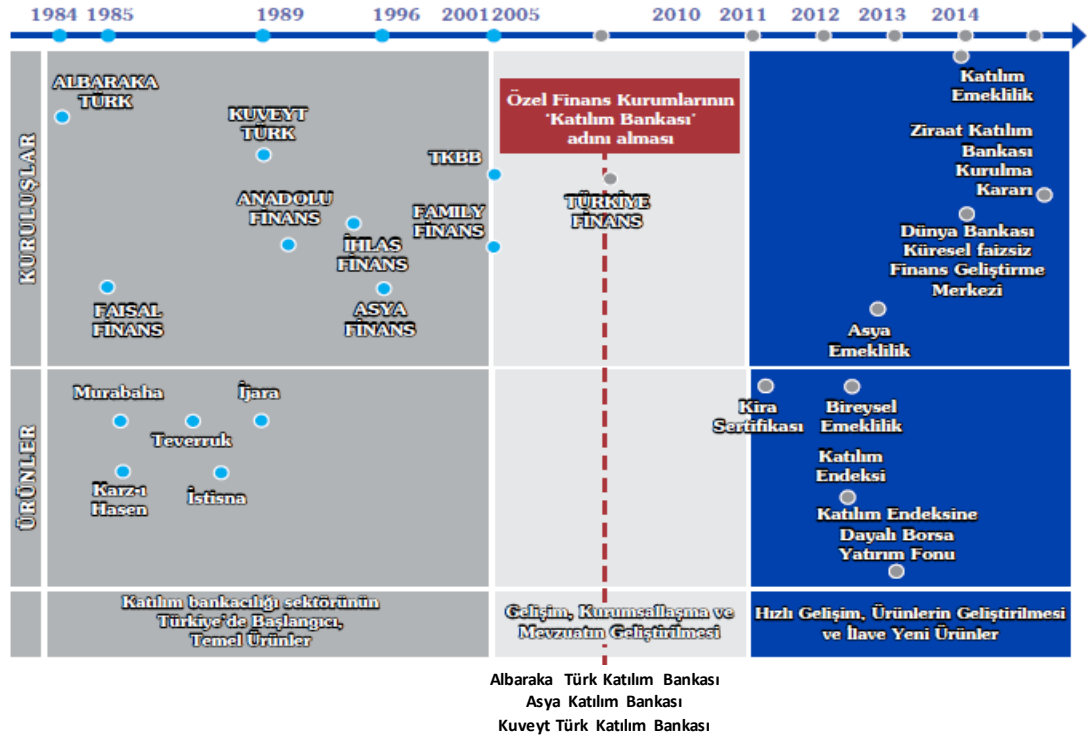 1984 1985 1989 1996 2001 2005 2010 2011 2012 2013 2014
KURULUŞLAR
ALBARAKA
TÜRK
FAISAL
FİNANS
KUVEYT
TÜRK
ANADOLU
FİNANS
İHLAS
FİNANS
ASYA
FİNANS
TKBB
FAMILY
FİNANS
Özel Finans Kurumlarının
'Katılım Bankası'
adını alması
TÜRKİYE
FİNANS
Katılım
Emeklilik
Ziraat Katılım
Bankası
Kurulma
Kararı
Dünya Bankası
Küresel faizsiz
Finans Geliştirme
Merkezi
Asya
Emeklilik
ÜRÜNLER
Murabaha
İjara
Teverruk
Karz-ı
Hasen
İstisna
Kira
Sertifikası
Bireysel
Emeklilik
Katılım
Endeksi
Katılım Endeksine
Dayalı Borsa
Yatırım Fonu
Katılım bankacılığı sektörünün
Türkiye'de Başlangıcı,
Temel Ürünler
Gelişim, Kurumsallaşma ve
Mevzuatın Geliştirilmesi
Hızlı Gelişim, Ürünlerin Geliştirilmesi
ve İlave Yeni Ürünler
Albaraka Türk Katılım Bankası
Asya Katılım Bankası
Kuveyt Türk Katılım Bankası